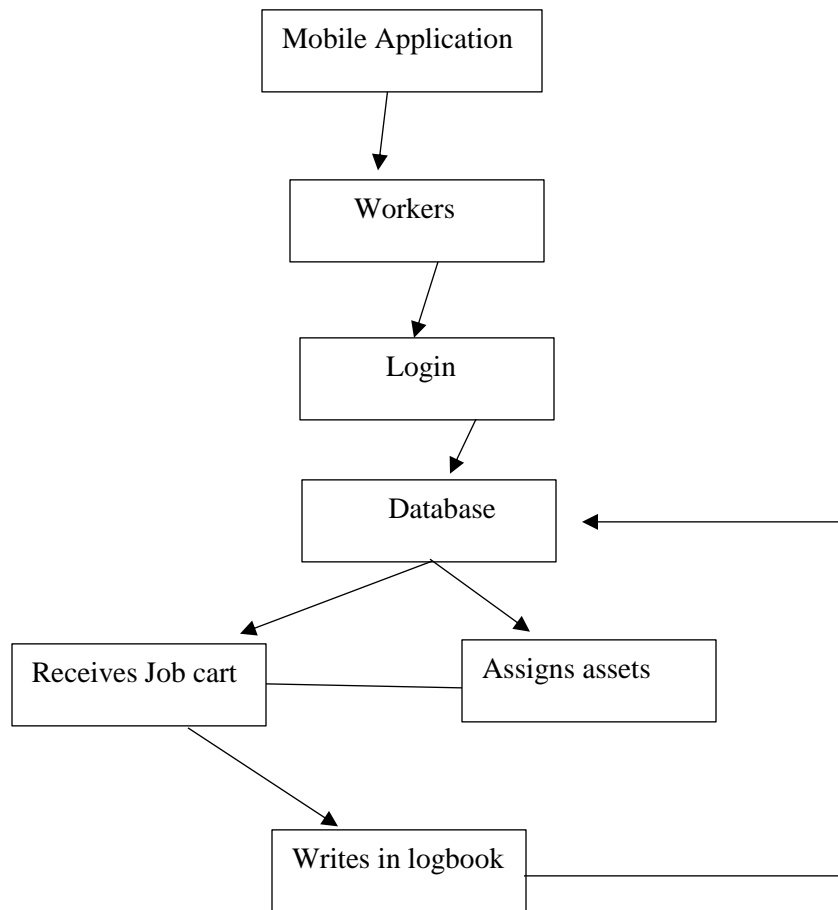 Mobile Application
Workers
Login
Database
Receives Job cart
Assigns assets
Writes in logbook